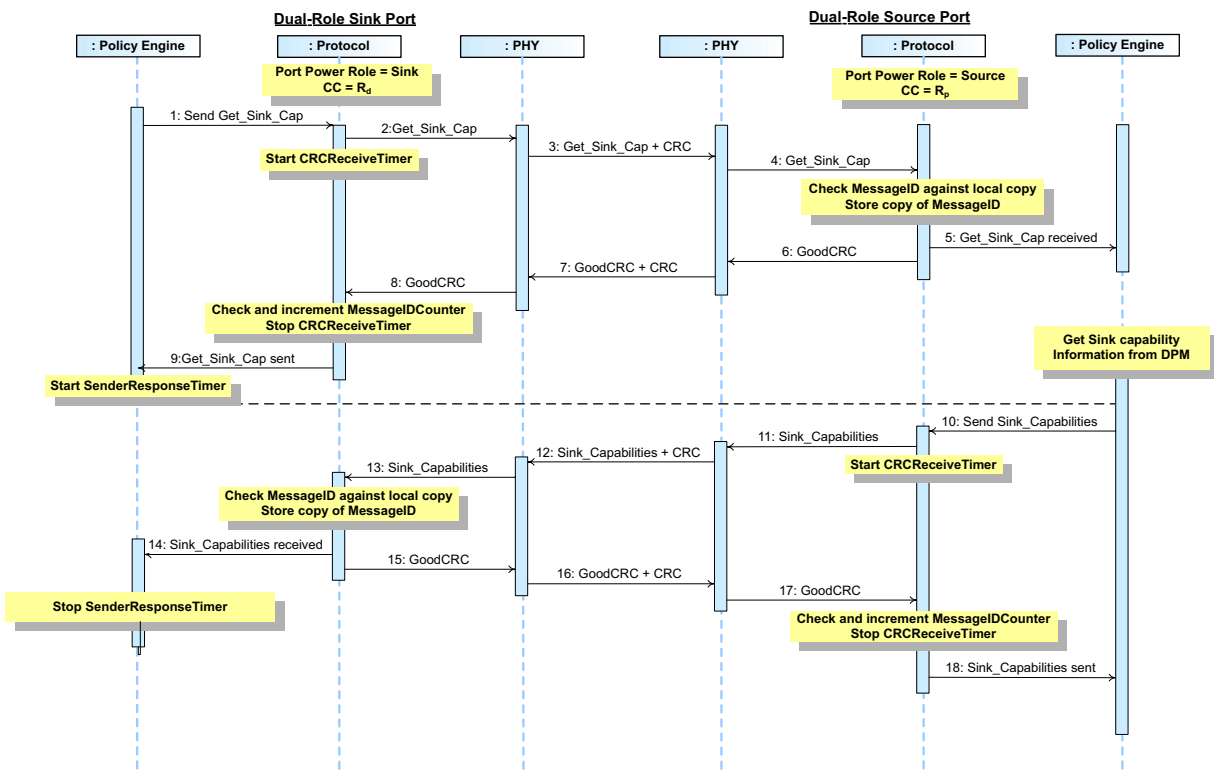 Dual-Role Sink Port
Dual-Role Source Port
: Policy Engine
: Protocol
: PHY
: PHY
: Protocol
: Policy Engine
Port Power Role = Sink
CC = Rd
Port Power Role = Source
CC = Rp
1: Send Get_Sink_Cap
2:Get_Sink_Cap
Start CRCReceiveTimer
3: Get_Sink_Cap + CRC
4: Get_Sink_Cap
Check MessageID against local copy
Store copy of MessageID
5: Get_Sink_Cap received
6: GoodCRC
7: GoodCRC + CRC
8: GoodCRC
Check and increment MessageIDCounter
Stop CRCReceiveTimer
9:Get_Sink_Cap sent
Start SenderResponseTimer
Get Sink capability
Information from DPM
10: Send Sink_Capabilities
11: Sink_Capabilities
Start CRCReceiveTimer
12: Sink_Capabilities + CRC
13: Sink_Capabilities
Check MessageID against local copy
Store copy of MessageID
14: Sink_Capabilities received
15: GoodCRC
16: GoodCRC + CRC
17: GoodCRC
Stop SenderResponseTimer
Check and increment MessageIDCounter
Stop CRCReceiveTimer
18: Sink_Capabilities sent